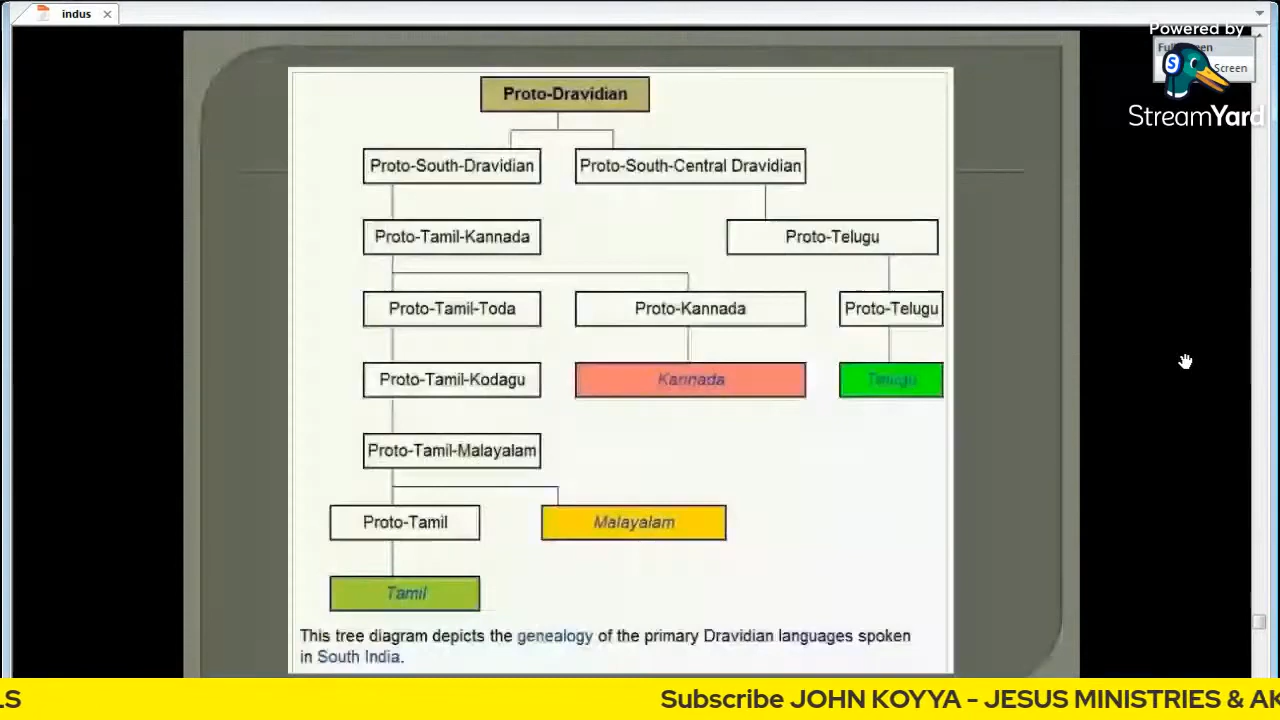 indus
Powered by
Screen
StreamYard
Proto-Dravidian
Proto-South-Dravidian
Proto-South-Central Dravidian
Proto-Tamil-Kannada
Proto-Telugu
Proto-Tamil-Toda
Proto-Kannada
Proto-Telugu
Proto-Tamil-Kodagu
Kannada
Telugu
Proto-Tamil-Malayalam
Proto-Tamil
Malayalam
Tamil
This tree diagram depicts the genealogy of the primary Dravidian languages spoken
in South India.
LS
Subscribe JOHN KOYYA - JESUS MINISTRIES & AK